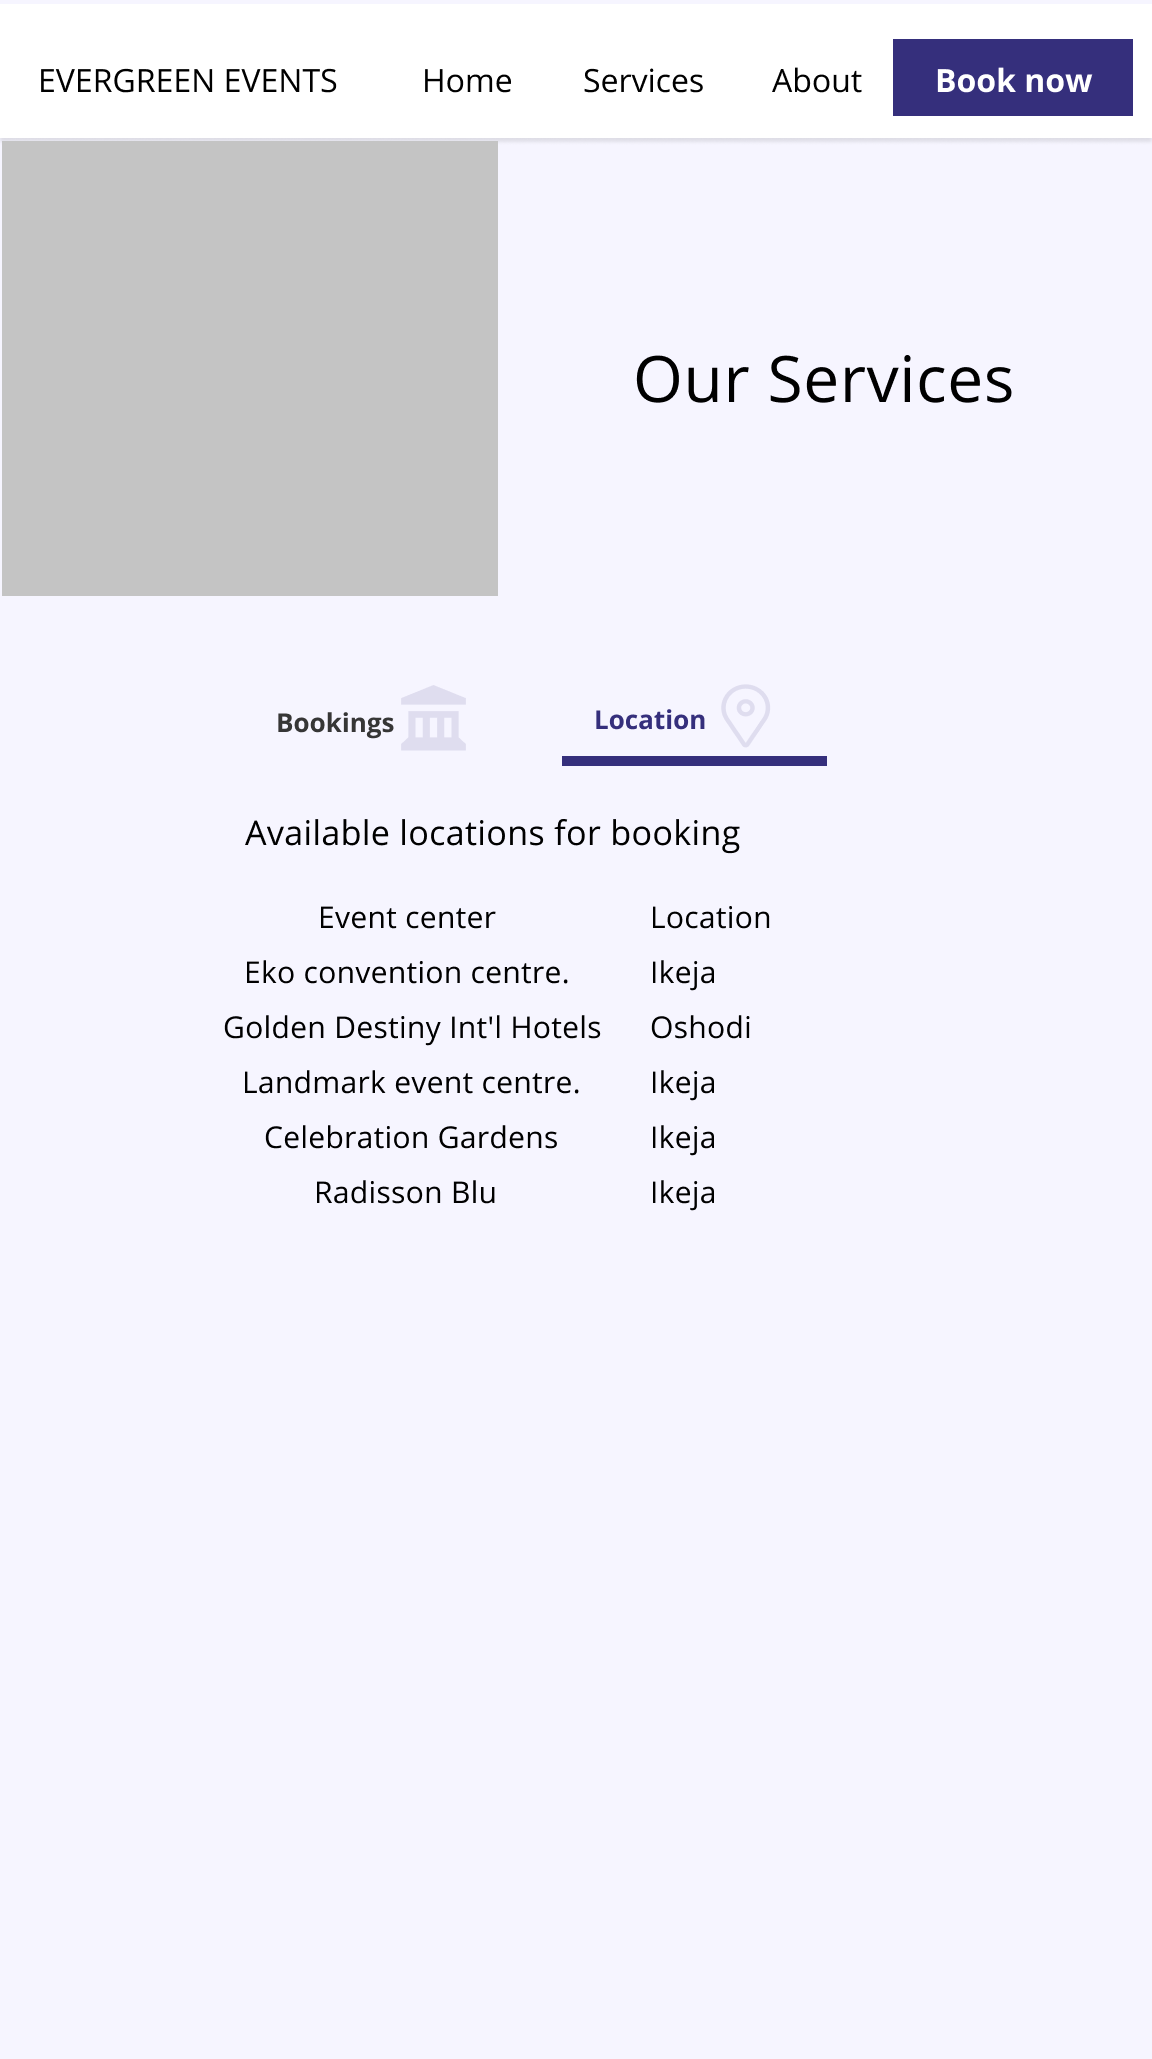 EVERGREEN EVENTS Home Services About Book now
Our Services
Bookings Location
Available locations for booking
Event center Location
Eko convention centre. Ikeja
Golden Destiny Int'l Hotels Oshodi
Landmark event centre. Ikeja
Celebration Gardens Ikeja
Radisson Blu Ikeja